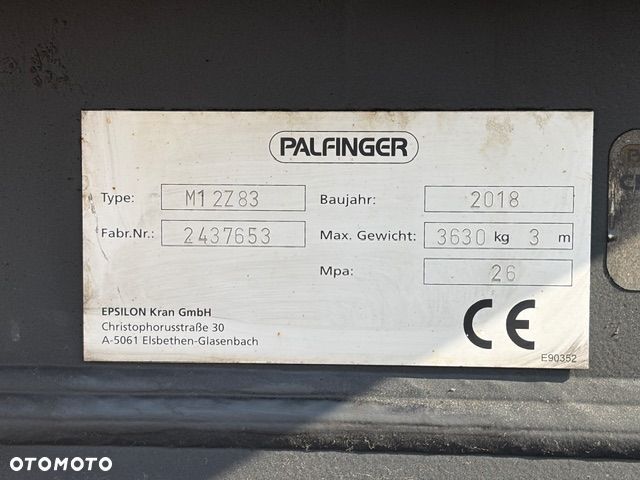 PALFINGER
Type: M12Z83 Baujahr: 2018
Fabr.Nr.: 2437653 Max. Gewicht: 3630 kg 3 m
Mpa: 26
EPSILON Kran GmbH
Christophorusstraße 30
A-5061 Elsbethen-Glasenbach
CE
E90352
OTOMOTO